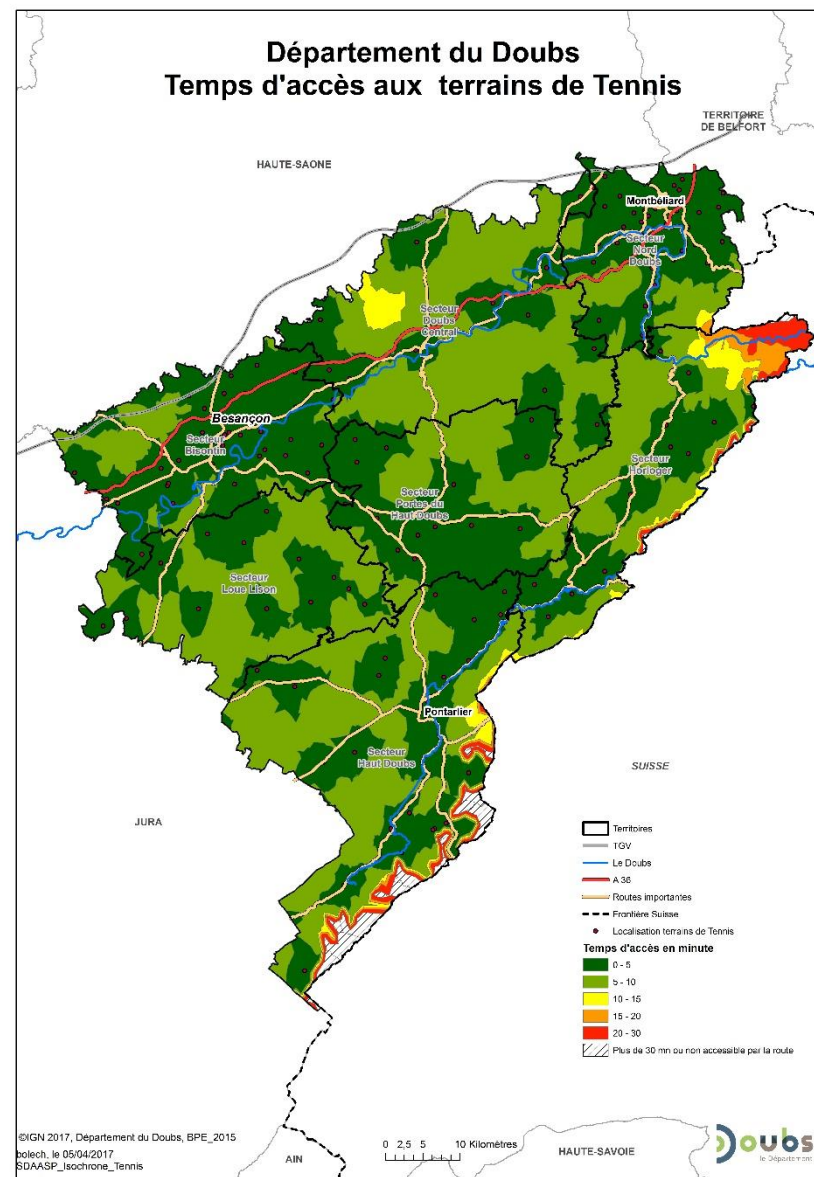 Département du Doubs
Temps d'accès aux terrains de Tennis
TERRITOIRE
DE BELFORT
HAUTE-SAONE
Montbéliard
Secteur
Nord
Doubs
Secteur
Doubs
Central
Besançon
Secteur
Bisontin
Secteur
Horloger
Secteur
Portes du
Haut Doubs
Secteur
Loue Lison
Pontarlier
Secteur
Haut Doubs
SUISSE
JURA
Territoires
TGV
Le Doubs
A 36
Routes importantes
Frontière Suisse
Localisation terrains de Tennis
Temps d'accès en minute
0 - 5
5 - 10
10 - 15
15 - 20
20 - 30
Plus de 30 mn ou non accessible par la route
©IGN 2017, Département du Doubs, BPE_2015
bolech, le 05/04/2017
SDAASP_Isochrone_Tennis
AIN
0 2,5 5 10 Kilomètres
HAUTE-SAVOIE
Doubs
le Département